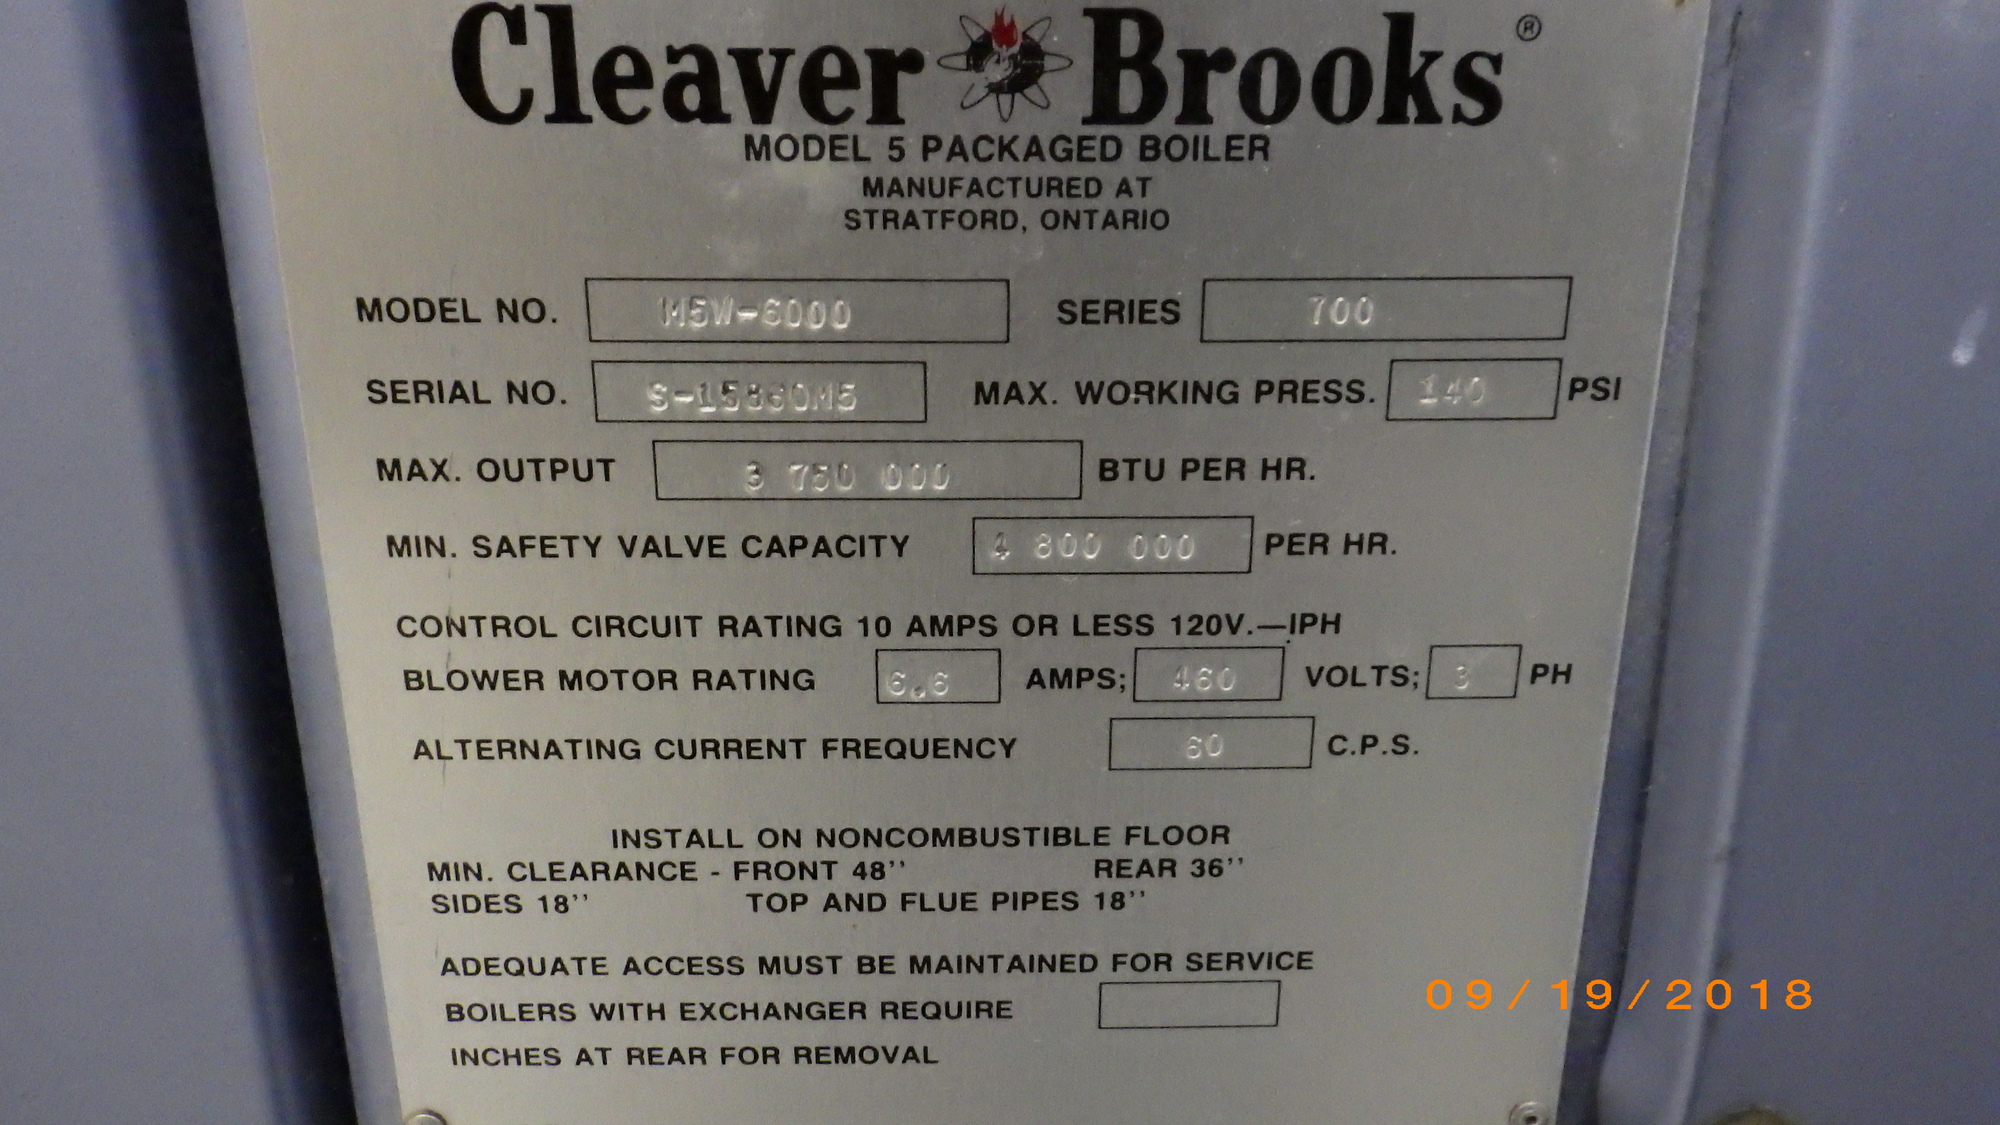 Cleaver Brooks®
MODEL 5 PACKAGED BOILER
MANUFACTURED AT
STRATFORD, ONTARIO
MODEL NO. M5W-6000 SERIES 700
SERIAL NO. S-15860M5 MAX. WORKING PRESS. 140 PSI
MAX. OUTPUT 3 750 000 BTU PER HR.
MIN. SAFETY VALVE CAPACITY 4 800 000 PER HR.
CONTROL CIRCUIT RATING 10 AMPS OR LESS 120V.—IPH
BLOWER MOTOR RATING 6.6 AMPS; 460 VOLTS; 3 PH
ALTERNATING CURRENT FREQUENCY 60 C.P.S.
INSTALL ON NONCOMBUSTIBLE FLOOR
MIN. CLEARANCE - FRONT 48'' REAR 36''
SIDES 18'' TOP AND FLUE PIPES 18''
ADEQUATE ACCESS MUST BE MAINTAINED FOR SERVICE
BOILERS WITH EXCHANGER REQUIRE
INCHES AT REAR FOR REMOVAL
09/19/2018